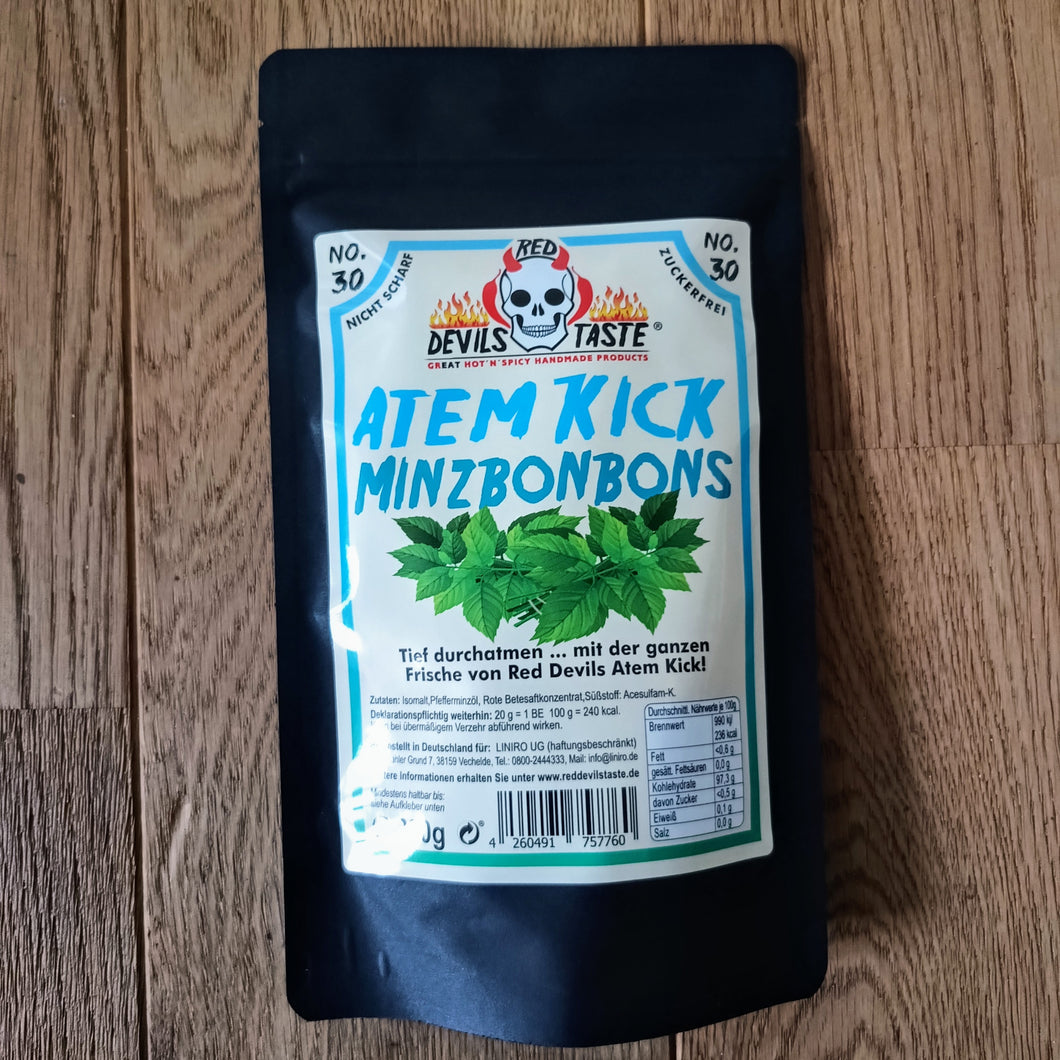 NO.
30
NICHT SCHARF
RED
NO.
30
ZUCKERFREI
DEVILS TASTE®
GREAT HOT'N'SPICY HANDMADE PRODUCTS
ATEM KICK
MINZBONBONS
Tief durchatmen ... mit der ganzen
Frische von Red Devils Atem Kick!
Zutaten: Isomalt,Pfefferminzöl, Rote Betesaftkonzentrat,Süßstoff: Acesulfam-K.
Deklarationspflichtig weiterhin: 20 g = 1 BE 100 g = 240 kcal.
bei übermäßigem Verzehr abführend wirken.
in Deutschland für: LINIRO UG (haftungsbeschränkt)
Grund 7, 38159 Vechelde, Tel.: 0800-2444333, Mail: info@liniro.de
Informationen erhalten Sie unter www.reddevilstaste.de
Mindestens haltbar bis:
siehe Aufkleber unten
4 260491 757760
Durchschnittl. Nährwerte je 100g
Brennwert 990 kj/
236 kcal
Fett <0,6 g
gesätt. Fettsäuren 0,0 g
Kohlehydrate 97,3 g
davon Zucker <0,5 g
Eiweiß 0,1 g
Salz 0,0 g